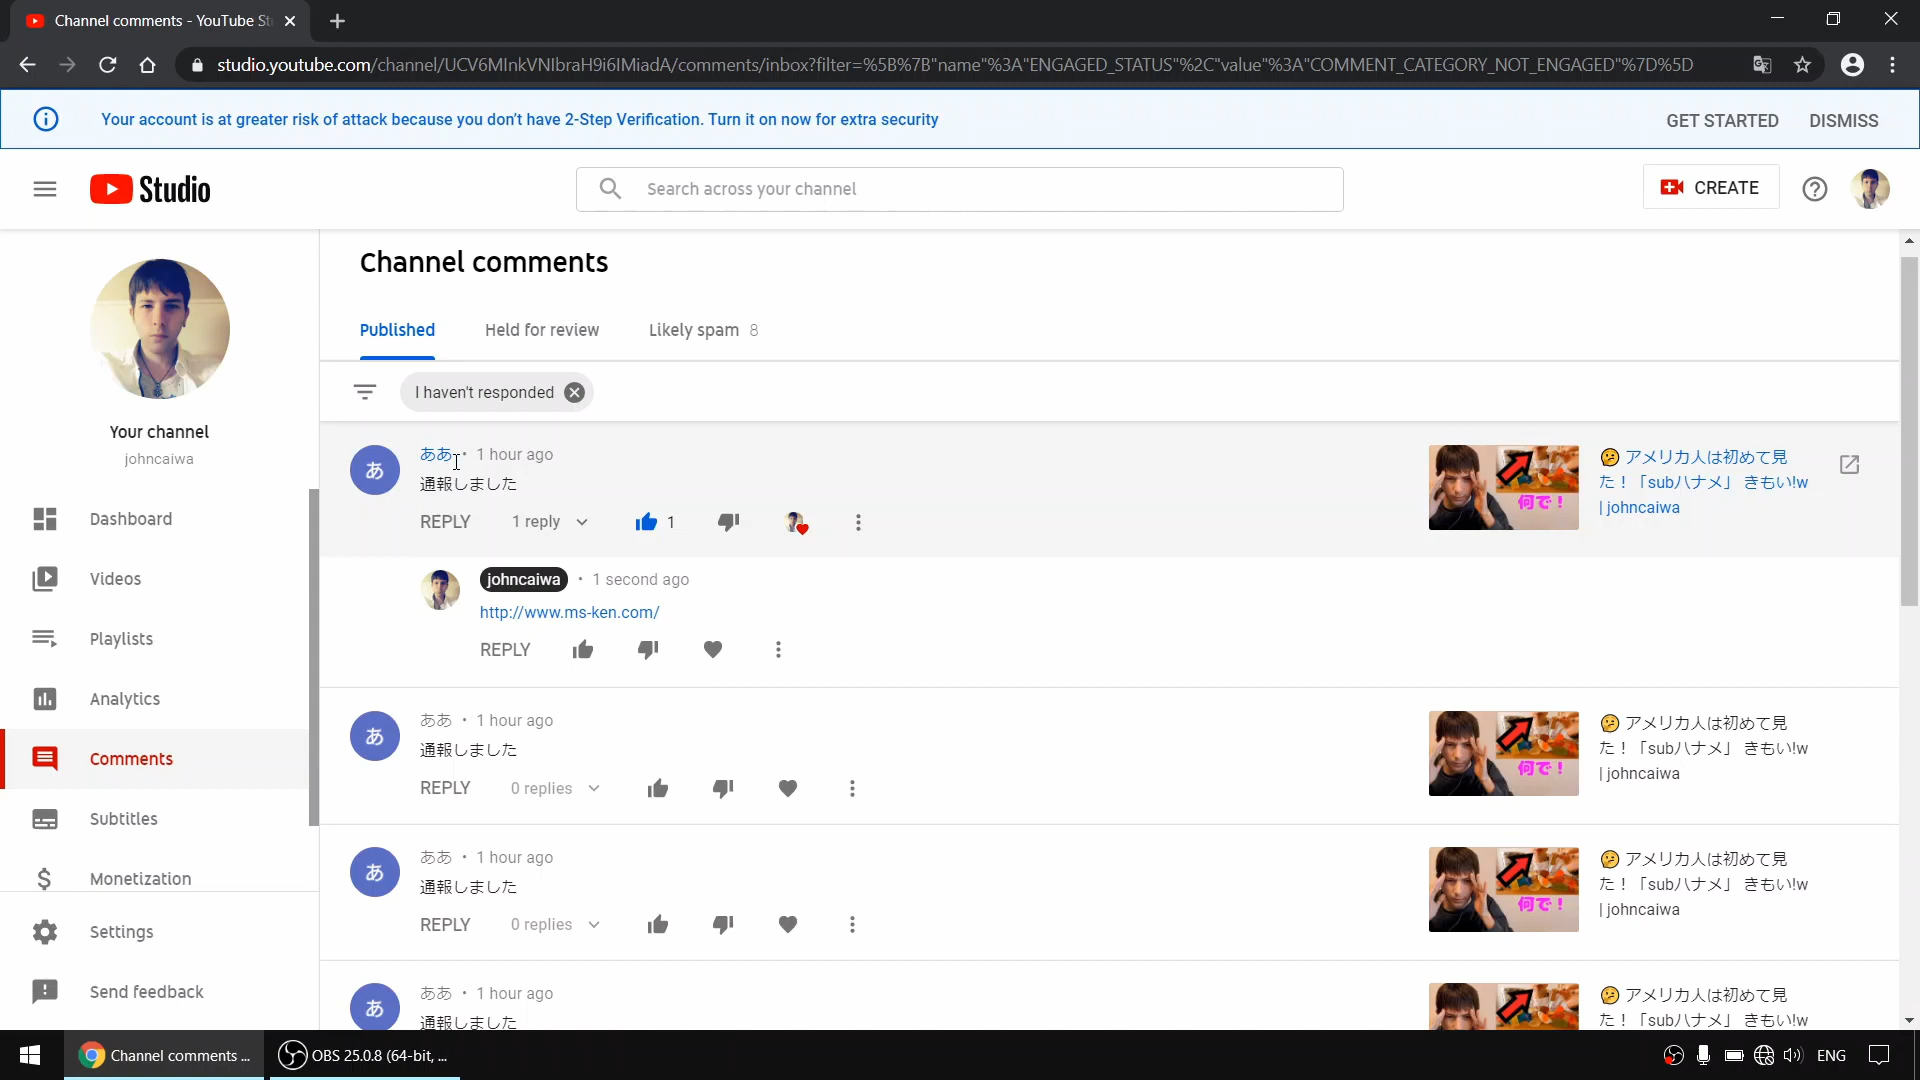 Channel comments - YouTube St
studio.youtube.com/channel/UCV6MInkVNIbraH9i6IMiadA/comments/inbox?filter=%5B%7B"name"%3A"ENGAGED_STATUS"%2C"value"%3A"COMMENT_CATEGORY_NOT_ENGAGED"%7D%5D
Your account is at greater risk of attack because you don't have 2-Step Verification. Turn it on now for extra security
GET STARTED
DISMISS
Studio
Search across your channel
CREATE
Your channel
johncaiwa
Dashboard
Videos
Playlists
Analytics
Comments
Subtitles
Monetization
Settings
Send feedback
Channel comments
Published
Held for review
Likely spam 8
I haven't responded
あ
ああ • 1 hour ago
通報しました
REPLY 1 reply 1
何で！
🤔 アメリカ人は初めて見
た！「subハナメ」 きもい!w
| johncaiwa
johncaiwa • 1 second ago
http://www.ms-ken.com/
REPLY
あ
ああ • 1 hour ago
通報しました
REPLY 0 replies
何で！
🤔 アメリカ人は初めて見
た！「subハナメ」 きもい!w
| johncaiwa
あ
ああ • 1 hour ago
通報しました
REPLY 0 replies
何で！
🤔 アメリカ人は初めて見
た！「subハナメ」 きもい!w
| johncaiwa
あ
ああ • 1 hour ago
通報しました
🤔 アメリカ人は初めて見
た！「subハナメ」 きもい!w
Channel comments ...
OBS 25.0.8 (64-bit, ...
ENG